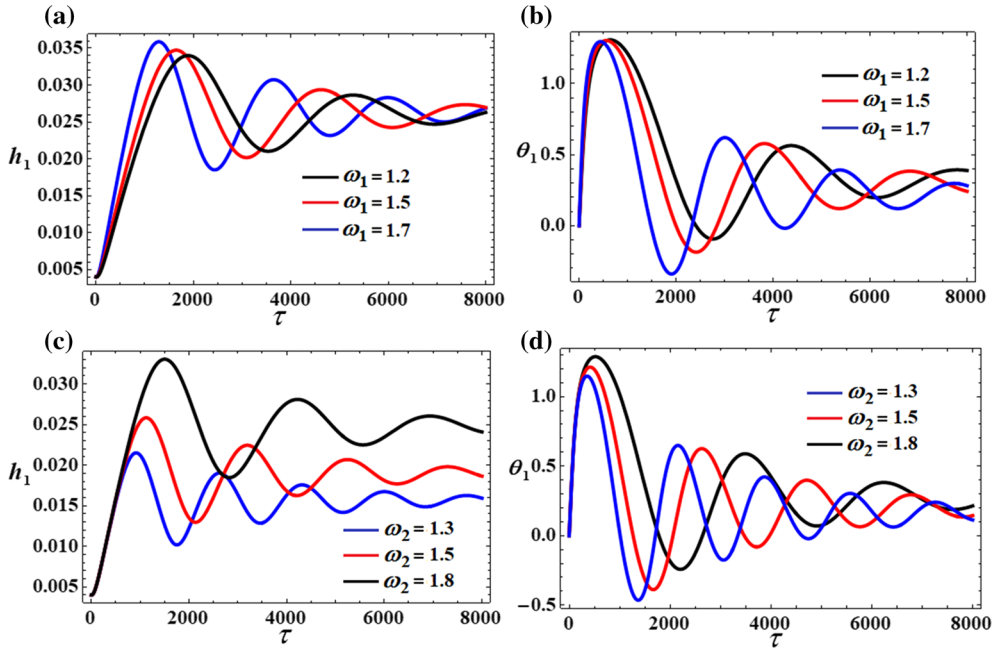 (a)
0.035
0.030
0.025
0.020
0.015
0.010
0.005
h₁
ω₁ = 1.2
ω₁ = 1.5
ω₁ = 1.7
0 2000 4000 6000 8000
τ
(b)
1.0
0.5
0.0
θ₁
ω₁ = 1.2
ω₁ = 1.5
ω₁ = 1.7
0 2000 4000 6000 8000
τ
(c)
0.030
0.025
0.020
0.015
0.010
0.005
h₁
ω₂ = 1.3
ω₂ = 1.5
ω₂ = 1.8
0 2000 4000 6000 8000
τ
(d)
1.0
0.5
0.0
−0.5
θ₁
ω₂ = 1.3
ω₂ = 1.5
ω₂ = 1.8
0 2000 4000 6000 8000
τ